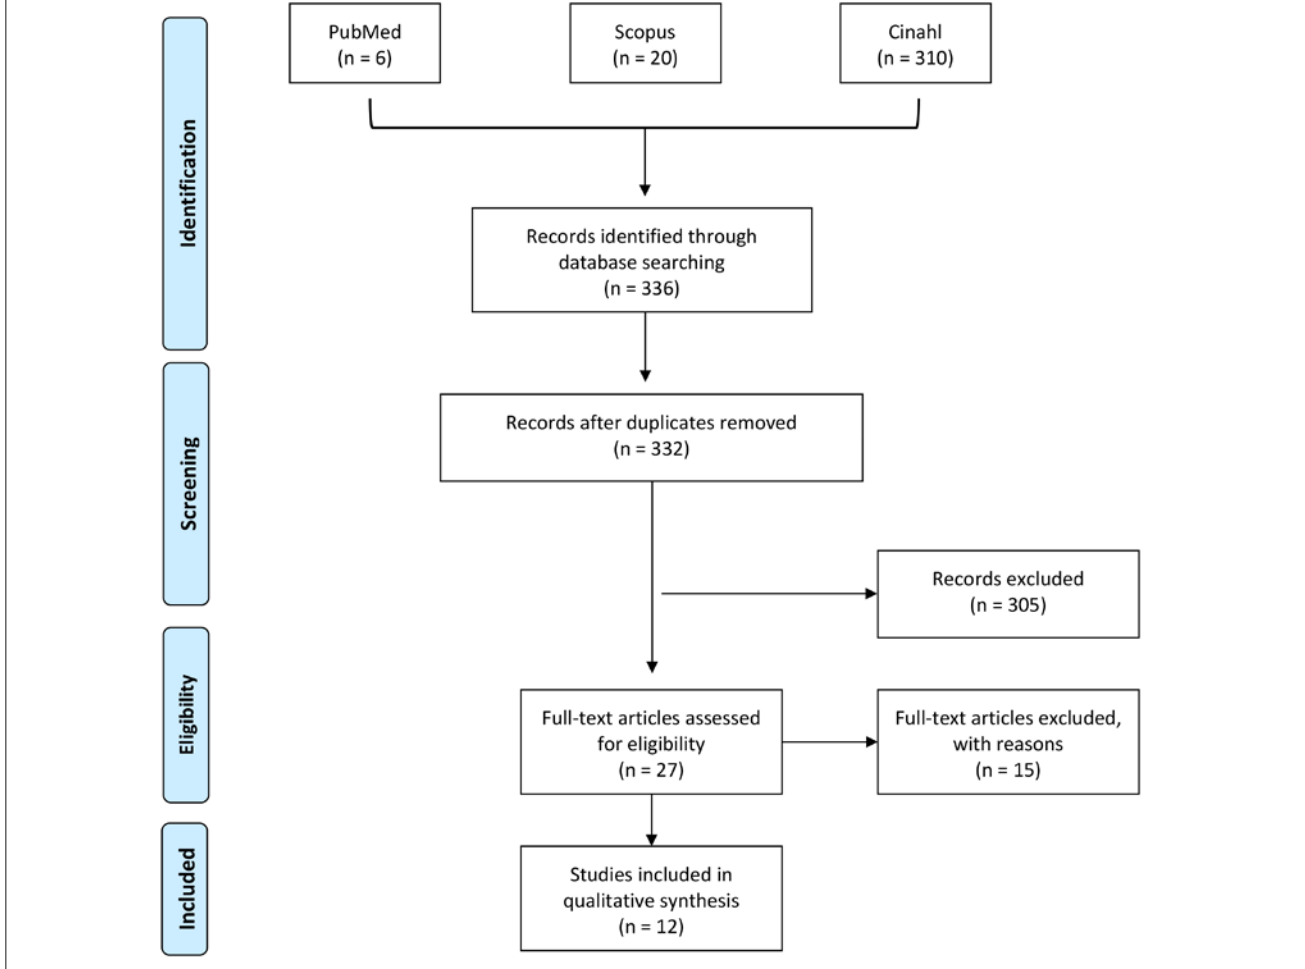 PubMed
(n = 6)
Scopus
(n = 20)
Cinahl
(n = 310)
Identification
Records identified through
database searching
(n = 336)
Screening
Records after duplicates removed
(n = 332)
Records excluded
(n = 305)
Eligibility
Full-text articles assessed
for eligibility
(n = 27)
Full-text articles excluded,
with reasons
(n = 15)
Included
Studies included in
qualitative synthesis
(n = 12)